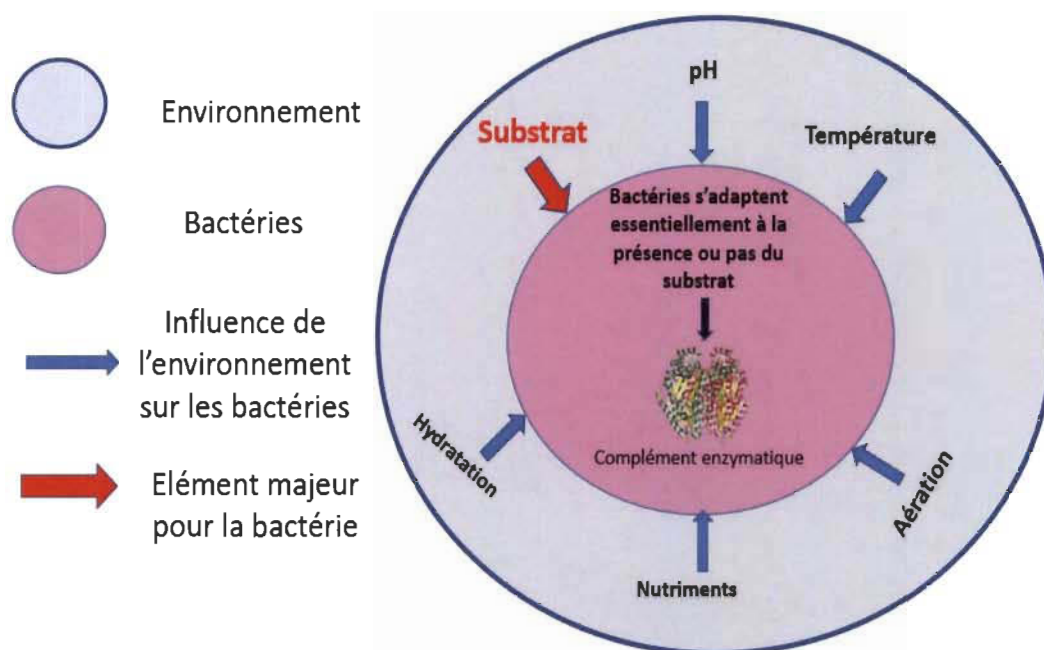 Environnement
Bactéries
Influence de
l'environnement
sur les bactéries
Elément majeur
pour la bactérie
pH
Substrat
Température
Bactéries s'adaptent
essentiellement à la
présence ou pas du
substrat
Complément enzymatique
Hydratation
Aération
Nutriments